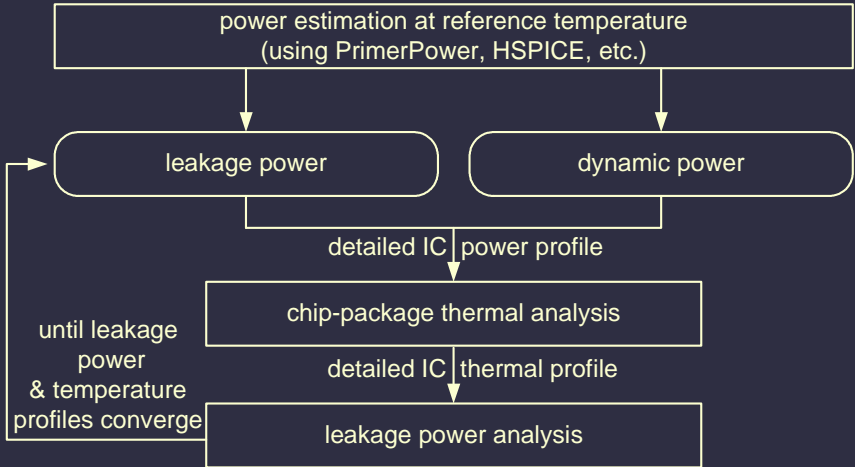 power estimation at reference temperature
(using PrimerPower, HSPICE, etc.)
leakage power
dynamic power
detailed IC power profile
chip-package thermal analysis
detailed IC thermal profile
until leakage
power
& temperature
profiles converge
leakage power analysis